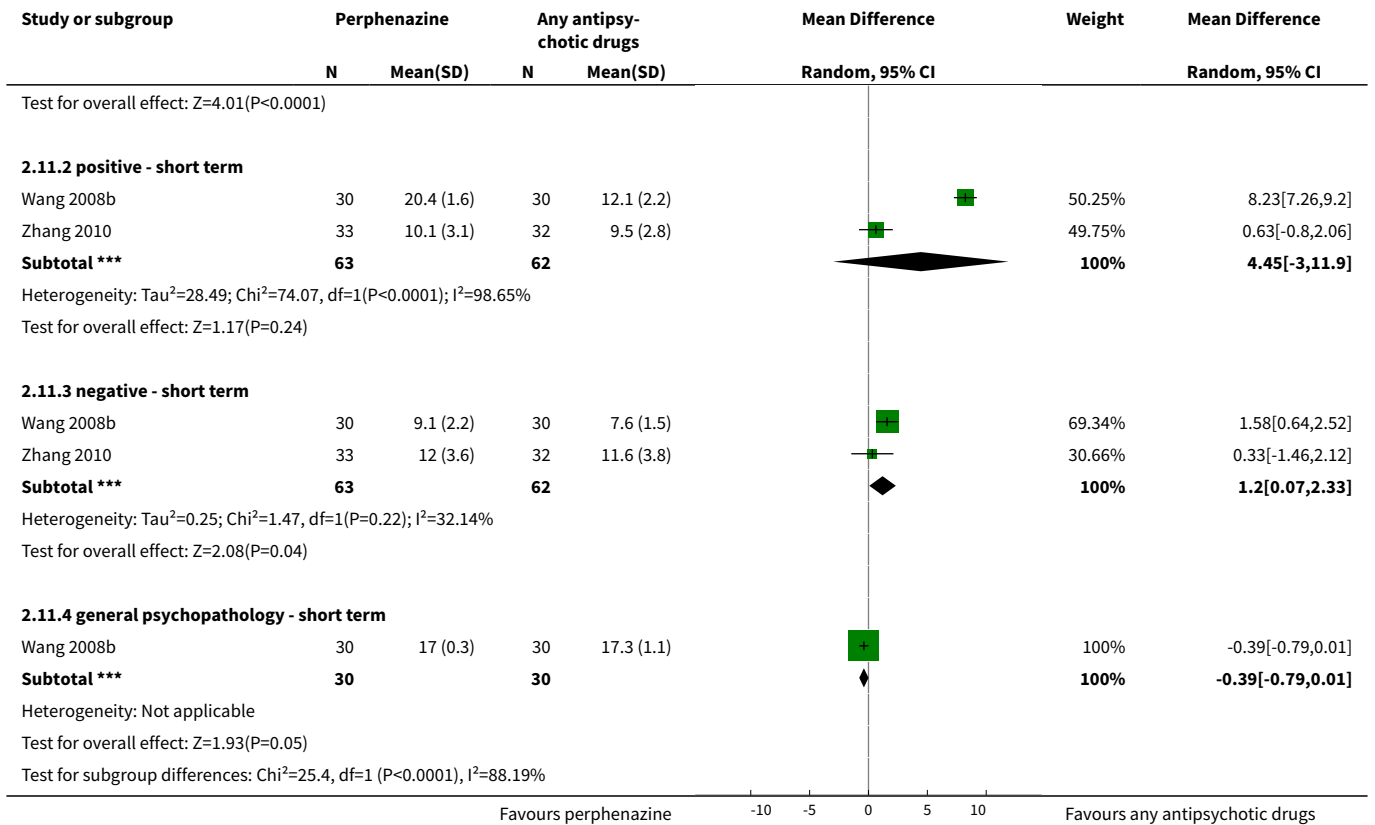 Study or subgroup Perphenazine Any antipsy- Mean Difference Weight Mean Difference
chotic drugs
N Mean(SD) N Mean(SD) Random, 95% CI Random, 95% CI
Test for overall effect: Z=4.01(P<0.0001)
2.11.2 positive - short term
Wang 2008b 30 20.4 (1.6) 30 12.1 (2.2) 50.25% 8.23[7.26,9.2]
Zhang 2010 33 10.1 (3.1) 32 9.5 (2.8) 49.75% 0.63[-0.8,2.06]
Subtotal *** 63 62 100% 4.45[-3,11.9]
Heterogeneity: Tau²=28.49; Chi²=74.07, df=1(P<0.0001); I²=98.65%
Test for overall effect: Z=1.17(P=0.24)
2.11.3 negative - short term
Wang 2008b 30 9.1 (2.2) 30 7.6 (1.5) 69.34% 1.58[0.64,2.52]
Zhang 2010 33 12 (3.6) 32 11.6 (3.8) 30.66% 0.33[-1.46,2.12]
Subtotal *** 63 62 100% 1.2[0.07,2.33]
Heterogeneity: Tau²=0.25; Chi²=1.47, df=1(P=0.22); I²=32.14%
Test for overall effect: Z=2.08(P=0.04)
2.11.4 general psychopathology - short term
Wang 2008b 30 17 (0.3) 30 17.3 (1.1) 100% -0.39[-0.79,0.01]
Subtotal *** 30 30 100% -0.39[-0.79,0.01]
Heterogeneity: Not applicable
Test for overall effect: Z=1.93(P=0.05)
Test for subgroup differences: Chi²=25.4, df=1 (P<0.0001), I²=88.19%
Favours perphenazine -10 -5 0 5 10 Favours any antipsychotic drugs